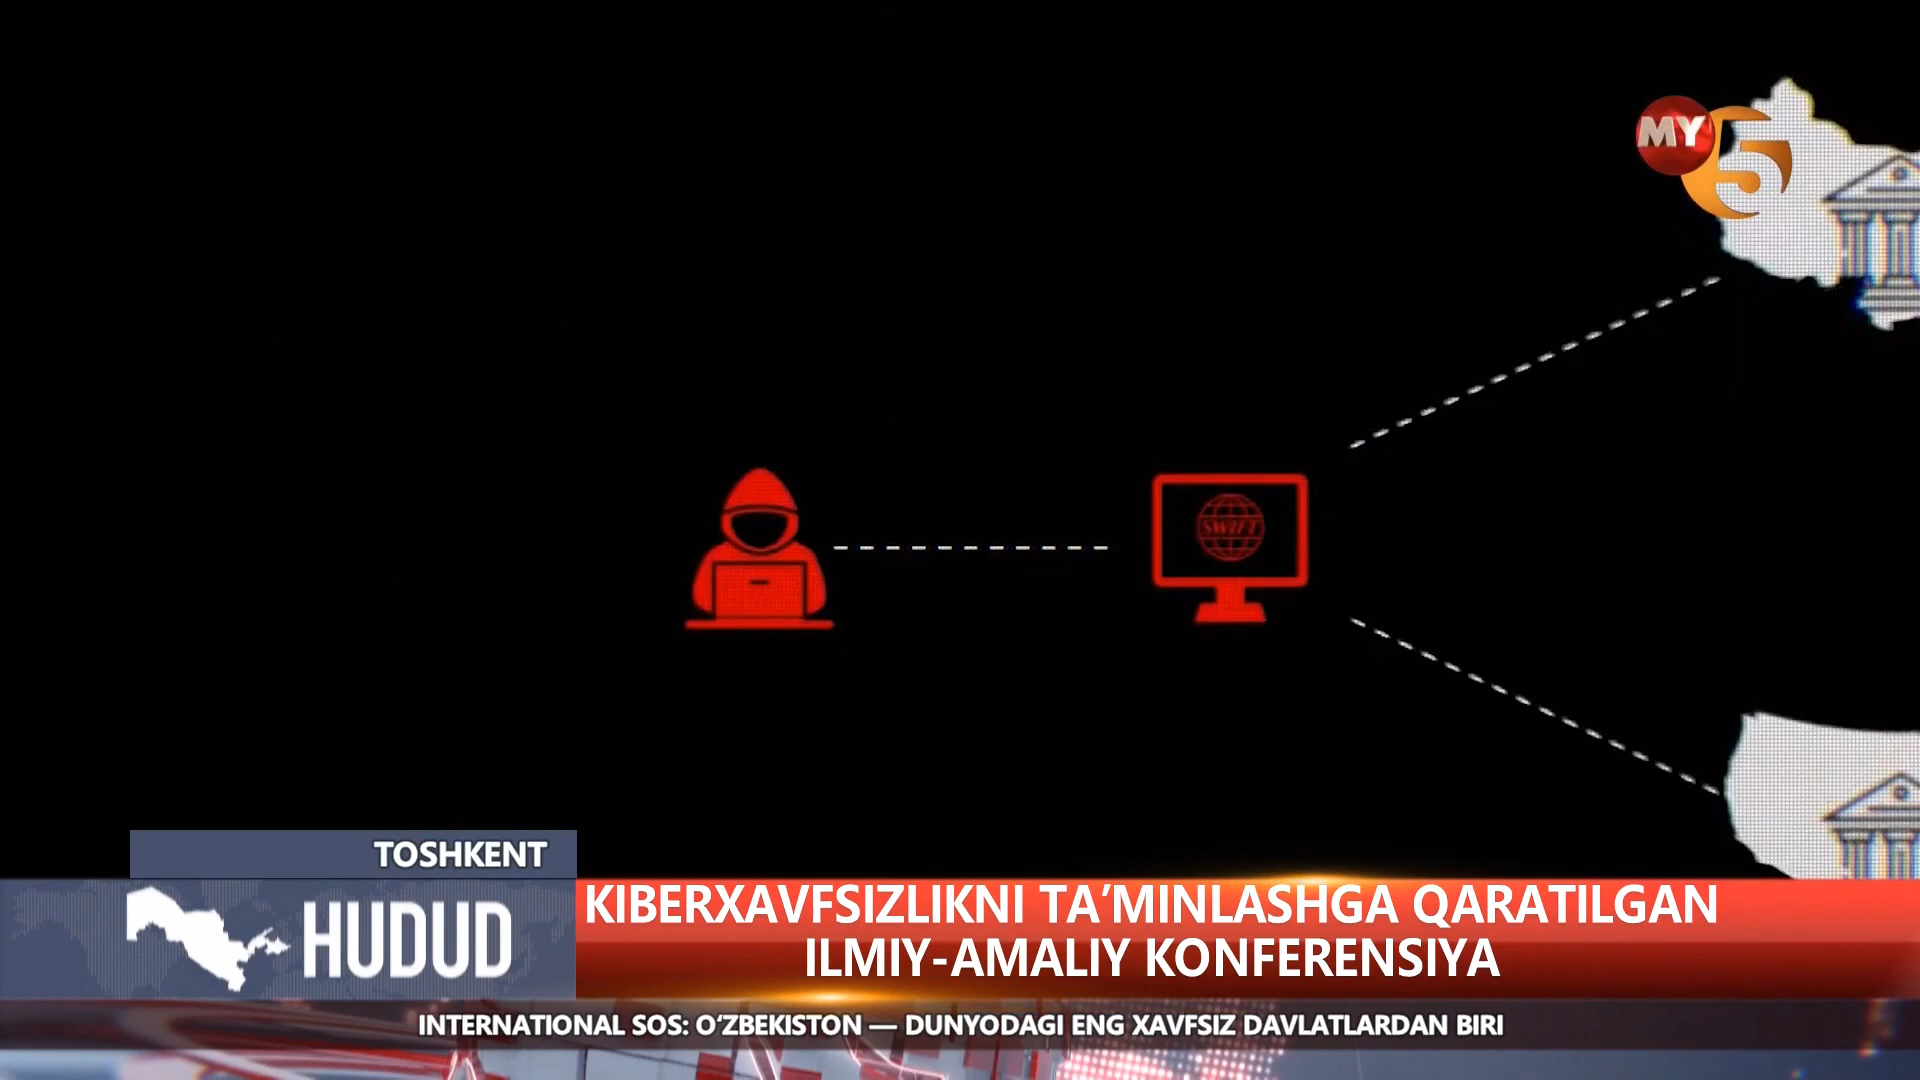 MY5
SWIFT
TOSHKENT
HUDUD
KIBERXAVFSIZLIKNI TA’MINLASHGA QARATILGAN
ILMIY-AMALIY KONFERENSIYA
INTERNATIONAL SOS: O‘ZBEKISTON — DUNYODAGI ENG XAVFSIZ DAVLATLARDAN BIRI